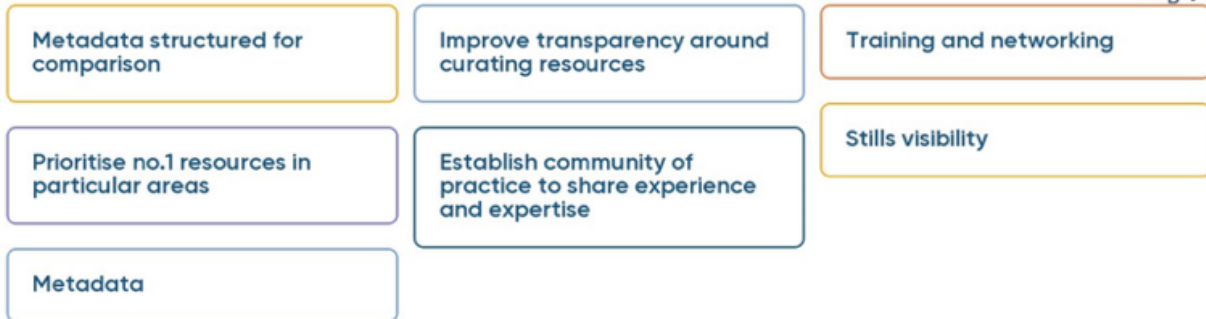 Metadata structured for
comparison
Prioritise no.1 resources in
particular areas
Metadata
Improve transparency around
curating resources
Establish community of
practice to share experience
and expertise
Training and networking
Stills visibility